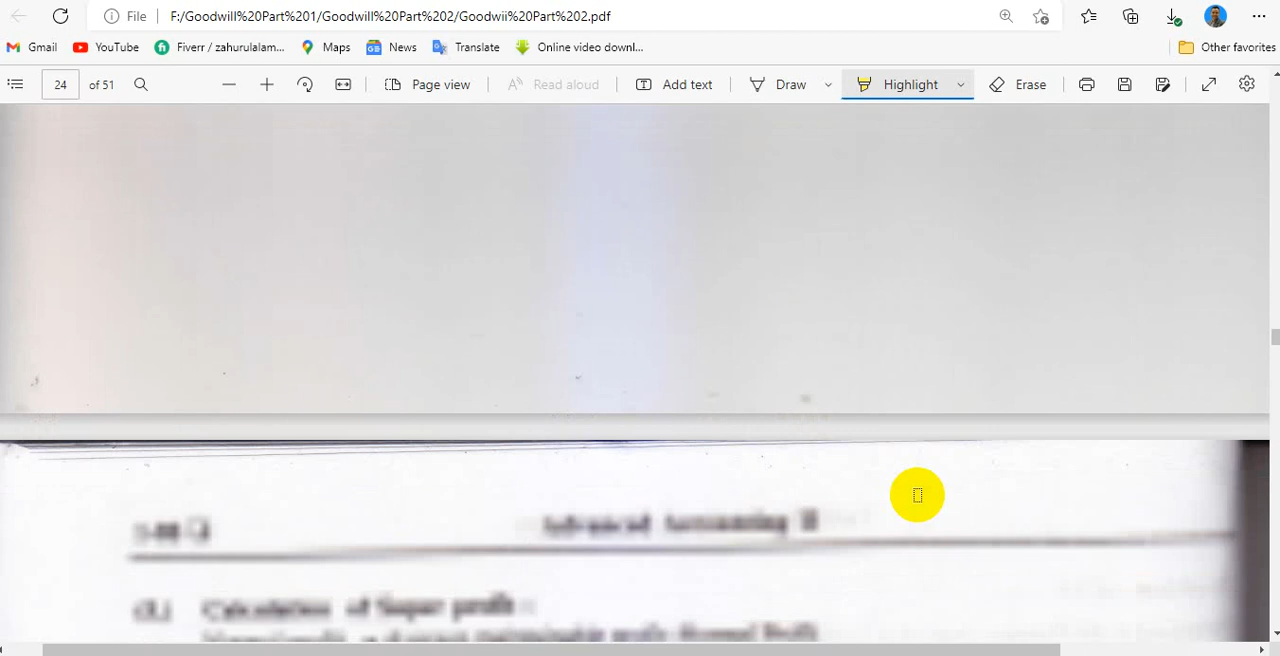 File F:/Goodwill%20Part%201/Goodwill%20Part%202/Goodwill%20Part%202.pdf
Gmail YouTube Fiverr / zahurulalam... Maps News Translate Online video downl... Other favorites
24 of 51 Page view Read aloud Add text Draw Highlight Erase
Advanced Accounting II
Calculation of Super profit :